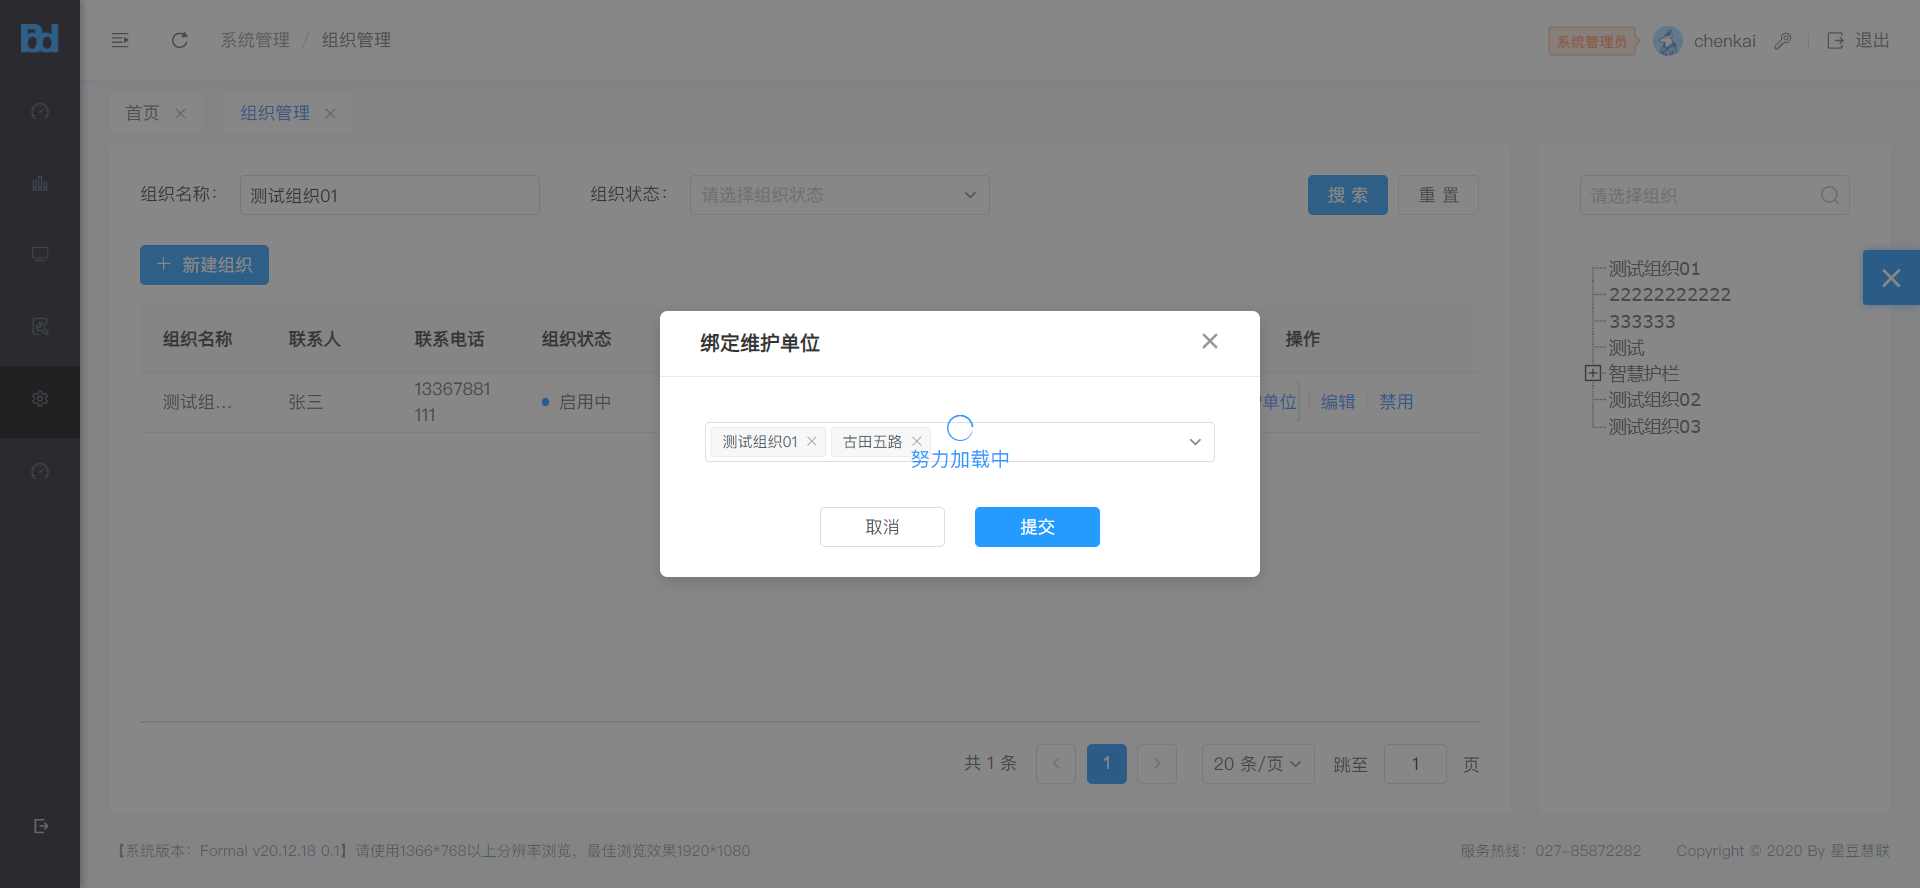 系统管理 / 组织管理
系统管理员 chenkai 退出
首页 组织管理
组织名称： 测试组织01 组织状态： 请选择组织状态 搜 索 重 置
请选择组织
新建组织
组织名称 联系人 联系电话 组织状态 操作
测试组... 张三 13367881111 启用中 单位 编辑 禁用
绑定维护单位
测试组织01 古田五路
努力加载中
取消 提交
测试组织01
22222222222
333333
测试
智慧护栏
测试组织02
测试组织03
共 1 条 1 20 条/页 跳至 1 页
【系统版本：Formal v20.12.18 0.1】请使用1366*768以上分辨率浏览，最佳浏览效果1920*1080
服务热线：027-85872282 Copyright © 2020 By 星豆慧联